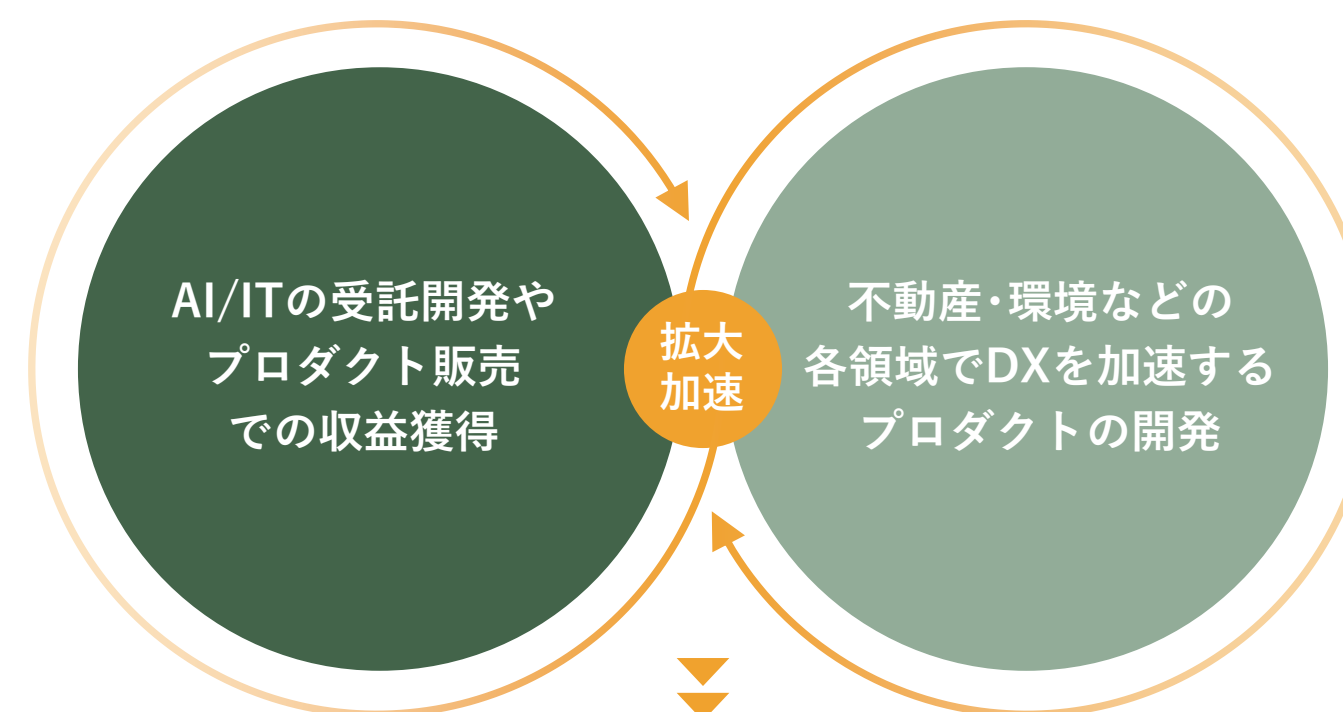 AI/ITの受託開発や
プロダクト販売
での収益獲得
拡大
加速
不動産・環境などの
各領域でDXを加速する
プロダクトの開発